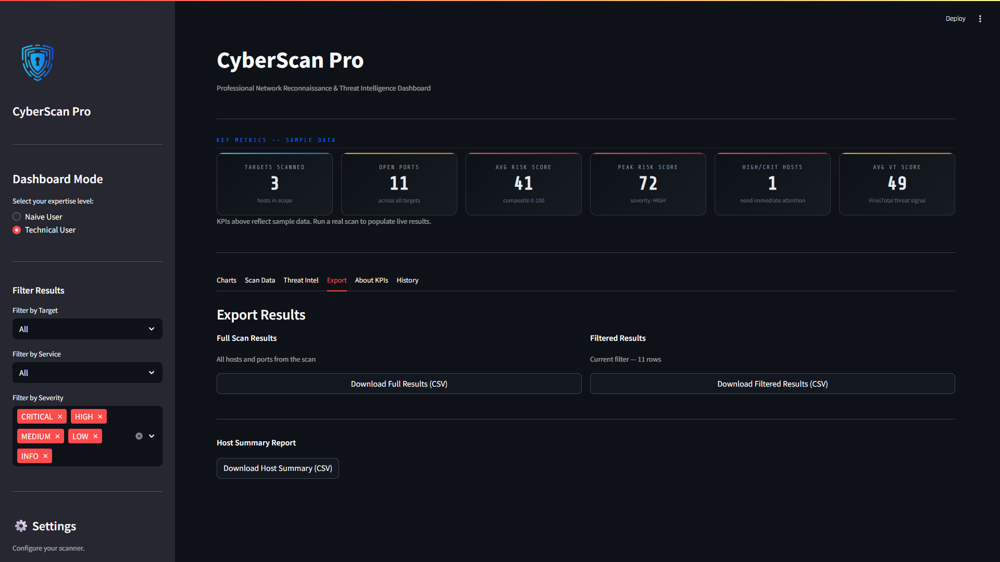 Deploy
CyberScan Pro
Dashboard Mode
Select your expertise level:
Naive User
Technical User
Filter Results
Filter by Target
All
Filter by Service
All
Filter by Severity
CRITICAL × HIGH ×
MEDIUM × LOW ×
INFO ×
Settings
Configure your scanner.
CyberScan Pro
Professional Network Reconnaissance & Threat Intelligence Dashboard
KEY METRICS -- SAMPLE DATA
TARGETS SCANNED
3
hosts in scope
OPEN PORTS
11
across all targets
AVG RISK SCORE
41
composite 0-100
PEAK RISK SCORE
72
severity: HIGH
HIGH/CRIT HOSTS
1
need immediate attention
AVG VT SCORE
49
VirusTotal threat signal
KPIs above reflect sample data. Run a real scan to populate live results.
Charts Scan Data Threat Intel Export About KPIs History
Export Results
Full Scan Results
All hosts and ports from the scan
Download Full Results (CSV)
Filtered Results
Current filter — 11 rows
Download Filtered Results (CSV)
Host Summary Report
Download Host Summary (CSV)